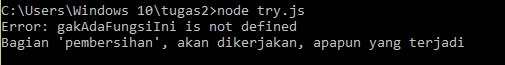 C:\Users\Windows 10\tugas2>node try.js
Error: gakAdaFungsiIni is not defined
Bagian 'pembersihan', akan dikerjakan, apapun yang terjadi